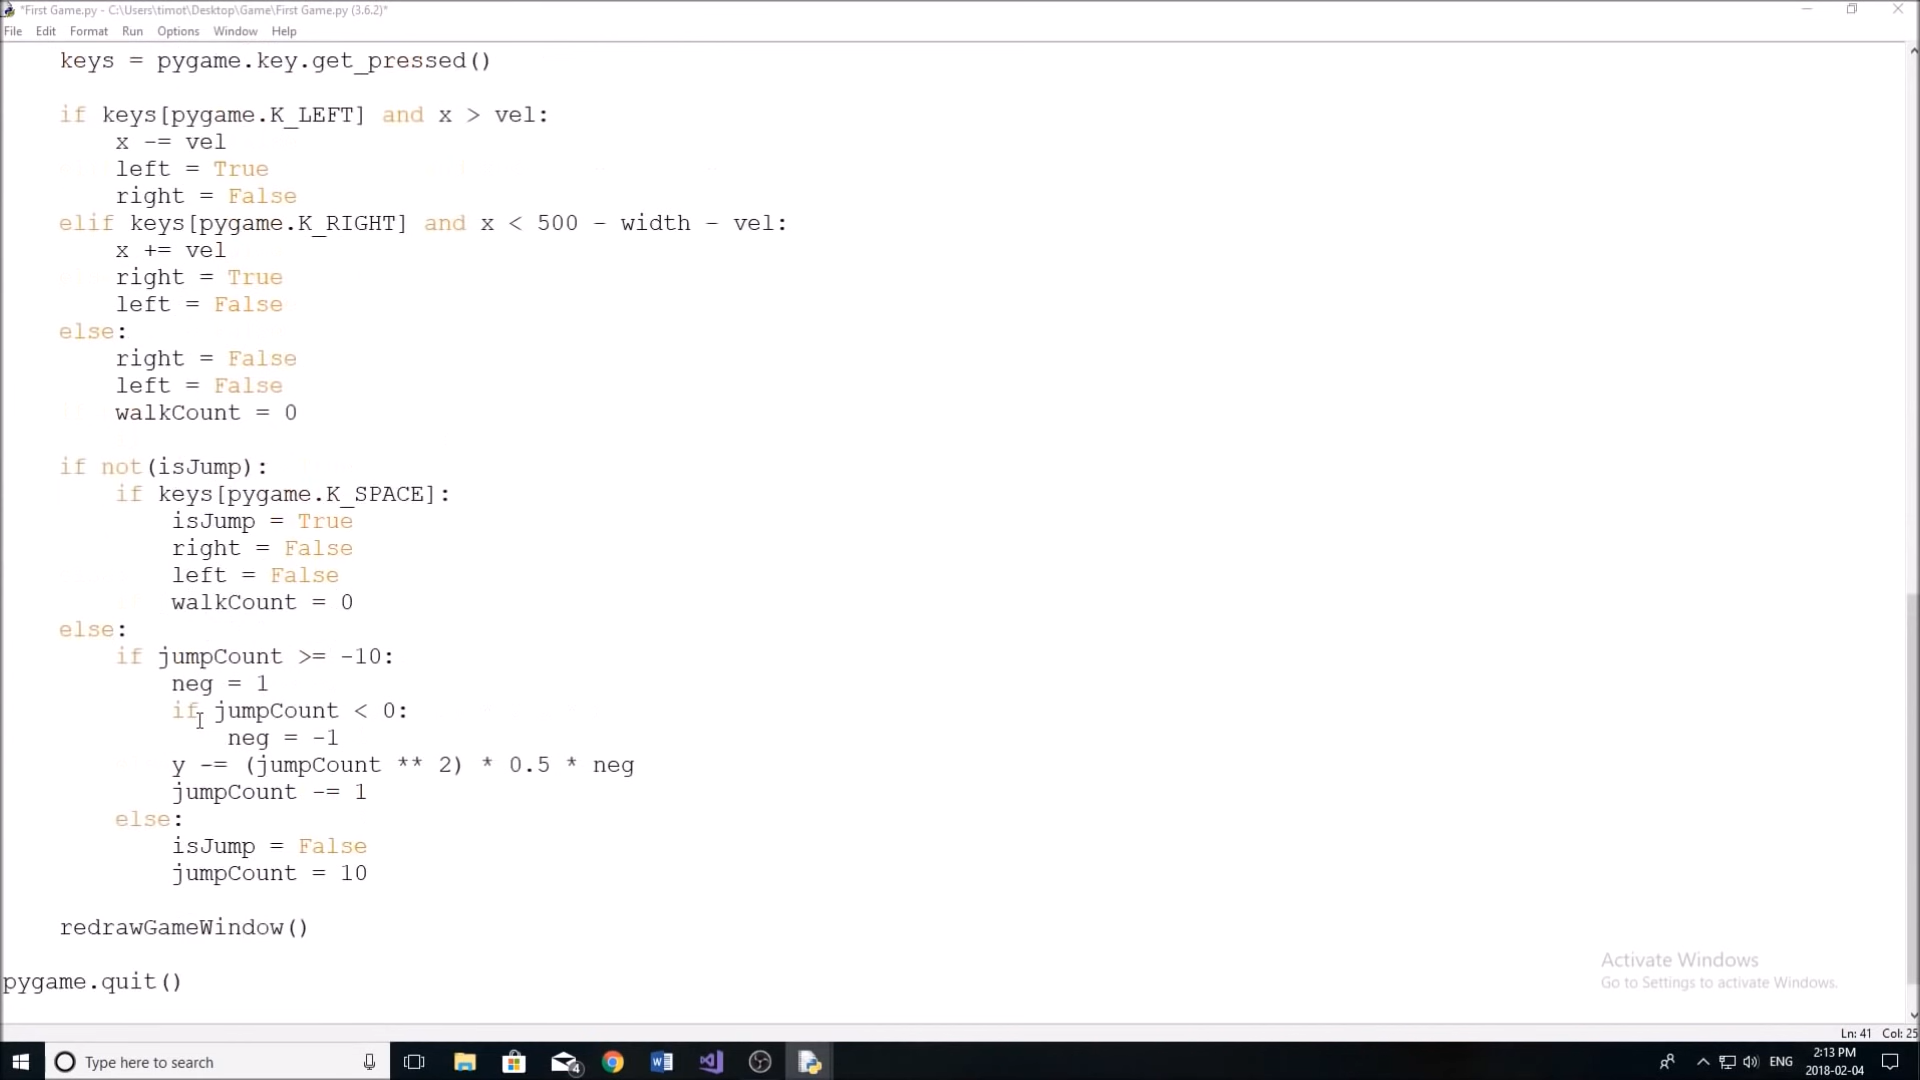 *First Game.py - C:\Users\timot\Desktop\Game\First Game.py (3.6.2)*
File Edit Format Run Options Window Help
    keys = pygame.key.get_pressed()
    if keys[pygame.K_LEFT] and x > vel:
        x -= vel
        left = True
        right = False
    elif keys[pygame.K_RIGHT] and x < 500 - width - vel:
        x += vel
        right = True
        left = False
    else:
        right = False
        left = False
        walkCount = 0
    if not(isJump):
        if keys[pygame.K_SPACE]:
            isJump = True
            right = False
            left = False
            walkCount = 0
    else:
        if jumpCount >= -10:
            neg = 1
            if jumpCount < 0:
                neg = -1
            y -= (jumpCount ** 2) * 0.5 * neg
            jumpCount -= 1
        else:
            isJump = False
            jumpCount = 10
    redrawGameWindow()
pygame.quit()
Activate Windows
Go to Settings to activate Windows.
Ln: 41 Col: 25
Type here to search
4
ENG
2:13 PM
2018-02-04